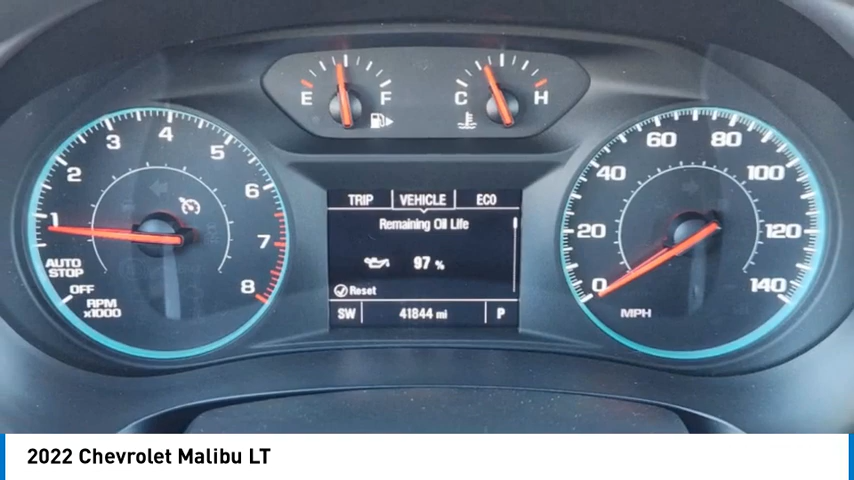 E F
C H
1 2 3 4 5 6 7 8
AUTO
STOP
OFF
RPM
x1000
TRIP VEHICLE ECO
Remaining Oil Life
97 %
Reset
SW 41844 mi P
0 20 40 60 80 100 120 140
MPH
2022 Chevrolet Malibu LT